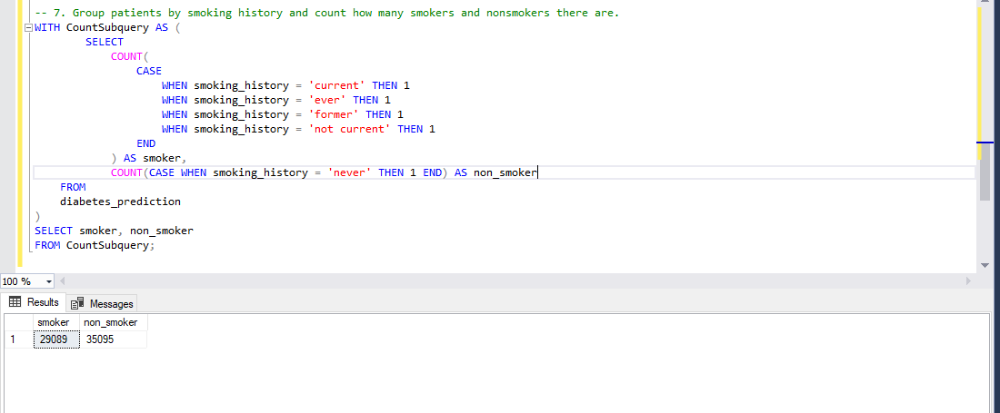 -- 7. Group patients by smoking history and count how many smokers and nonsmokers there are.
WITH CountSubquery AS (
SELECT
COUNT(
CASE
WHEN smoking_history = 'current' THEN 1
WHEN smoking_history = 'ever' THEN 1
WHEN smoking_history = 'former' THEN 1
WHEN smoking_history = 'not current' THEN 1
END
) AS smoker,
COUNT(CASE WHEN smoking_history = 'never' THEN 1 END) AS non_smoker
FROM
diabetes_prediction
)
SELECT smoker, non_smoker
FROM CountSubquery;
100 %
Results Messages
smoker non_smoker
1 29089 35095